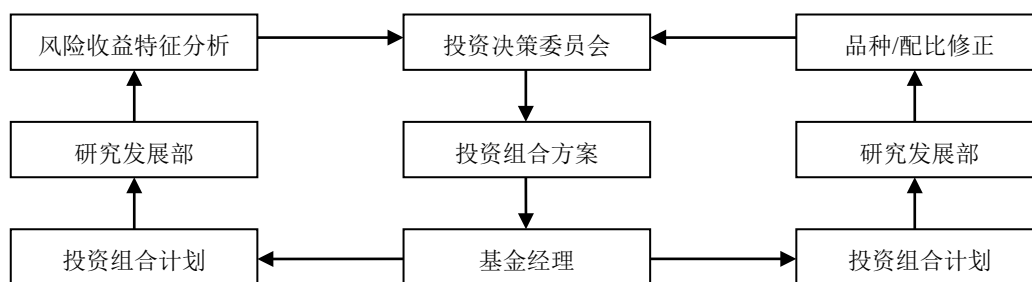 风险收益特征分析
投资决策委员会
品种/配比修正
研究发展部
投资组合方案
研究发展部
投资组合计划
基金经理
投资组合计划